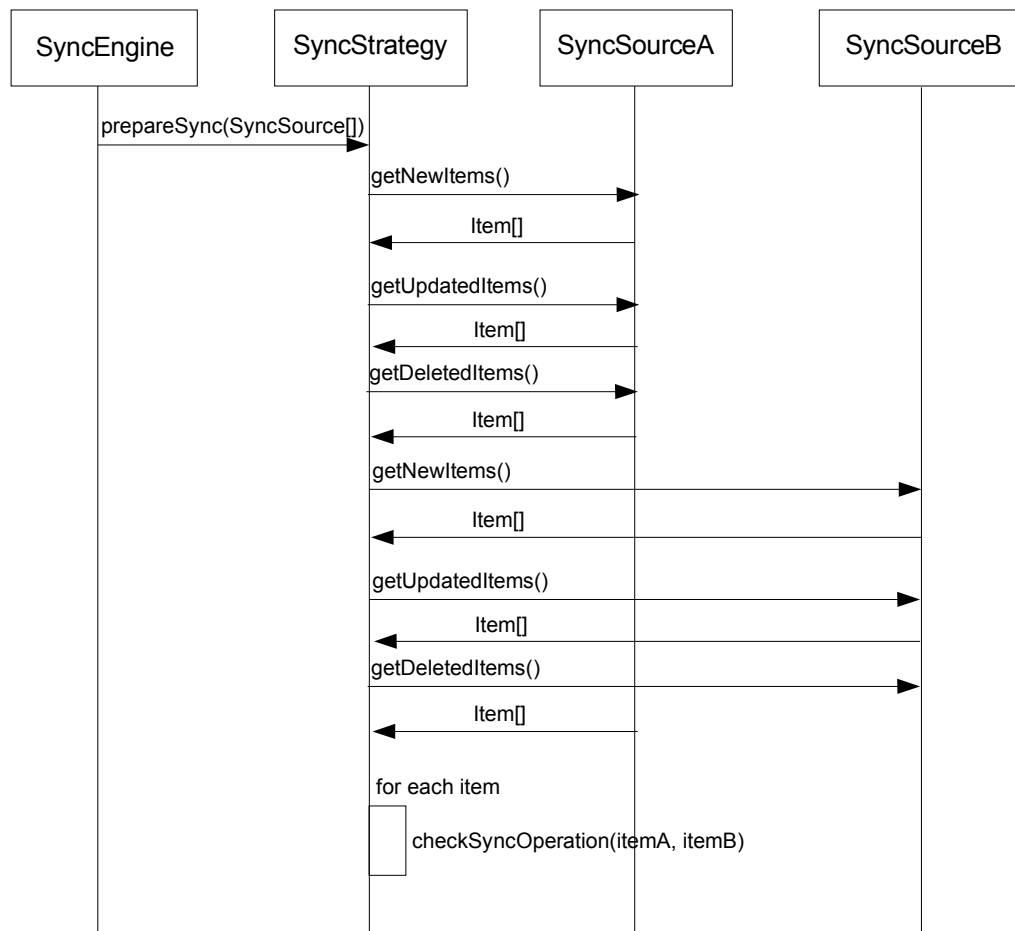 SyncEngine
SyncStrategy
SyncSourceA
SyncSourceB
prepareSync(SyncSource[])
getNewItems()
Item[]
getUpdatedItems()
Item[]
getDeletedItems()
Item[]
getNewItems()
Item[]
getUpdatedItems()
Item[]
getDeletedItems()
Item[]
for each item
checkSyncOperation(itemA, itemB)